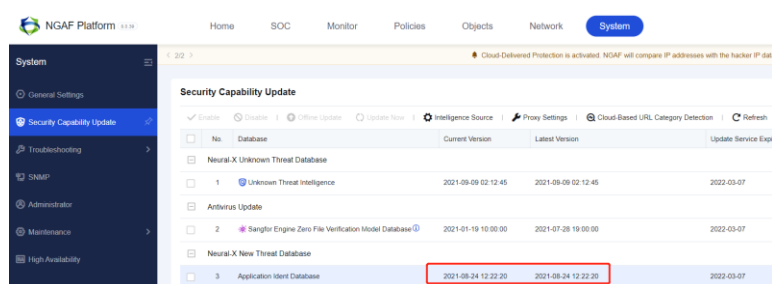 NGAF Platform
Home SOC Monitor Policies Objects Network System
System
< 2/2 >
Cloud-Delivered Protection is activated. NGAF will compare IP addresses with the hacker IP dat
General Settings
Security Capability Update
Troubleshooting
SNMP
Administrator
Maintenance
High Availability
Security Capability Update
Enable Disable Offline Update Update Now Intelligence Source Proxy Settings Cloud-Based URL Category Detection Refresh
No. Database Current Version Latest Version Update Service Expi
Neural-X Unknown Threat Database
1 Unknown Threat Intelligence 2021-09-09 02:12:45 2021-09-09 02:12:45 2022-03-07
Antivirus Update
2 Sangfor Engine Zero File Verification Model Database 2021-01-19 10:00:00 2021-07-28 19:00:00 2022-03-07
Neural-X New Threat Database
3 Application Ident Database 2021-08-24 12:22:20 2021-08-24 12:22:20 2022-03-07